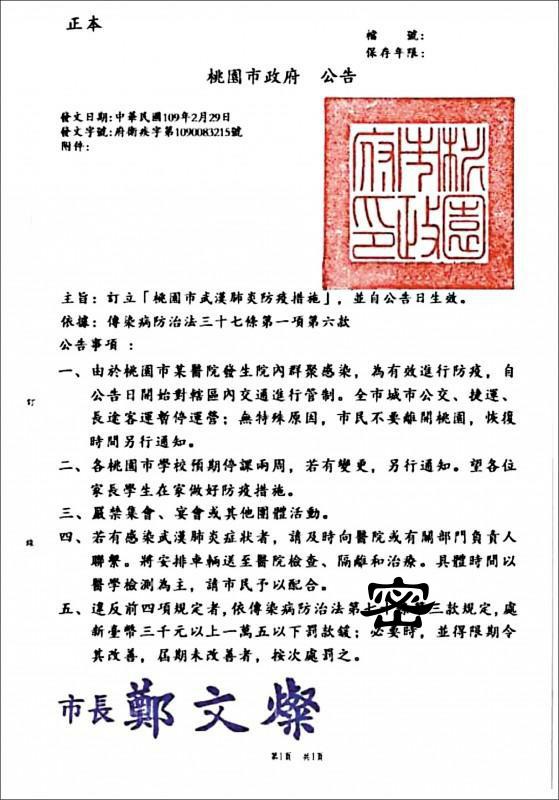 正本
檔　　號：
保存年限：
桃園市政府　公告
發文日期:中華民國109年2月29日
發文字號:府衛疾字第1090083215號
附件：
桃園市政府印
主旨：訂立「桃園市武漢肺炎防疫措施」，並自公告日生效。
依據：傳染病防治法三十七條第一項第六款
公告事項 ：
一、由於桃園市某醫院發生院內群聚感染，為有效進行防疫，自
公告日開始對轄區內交通進行管制。全市城市公交、捷運、
長途客運暫停運營；無特殊原因，市民不要離開桃園，恢復
時間另行通知。
訂
二、各桃園市學校預期停課兩周，若有變更，另行通知。望各位
家長學生在家做好防疫措施。
三、嚴禁集會、宴會或其他團體活動。
四、若有感染武漢肺炎症狀者，請及時向醫院或有關部門負責人
線
聯繫。將安排車輛送至醫院檢查、隔離和治療。具體時間以
醫學檢測為主，請市民予以配合。
密
五、違反前四項規定者,依傳染病防治法第七十條第三款規定,處
新臺幣三千元以上一萬五以下罰款鍰；必要時，並得限期令
其改善，屆期未改善者，按次處罰之。
市長 鄭文燦
第1頁　共1頁